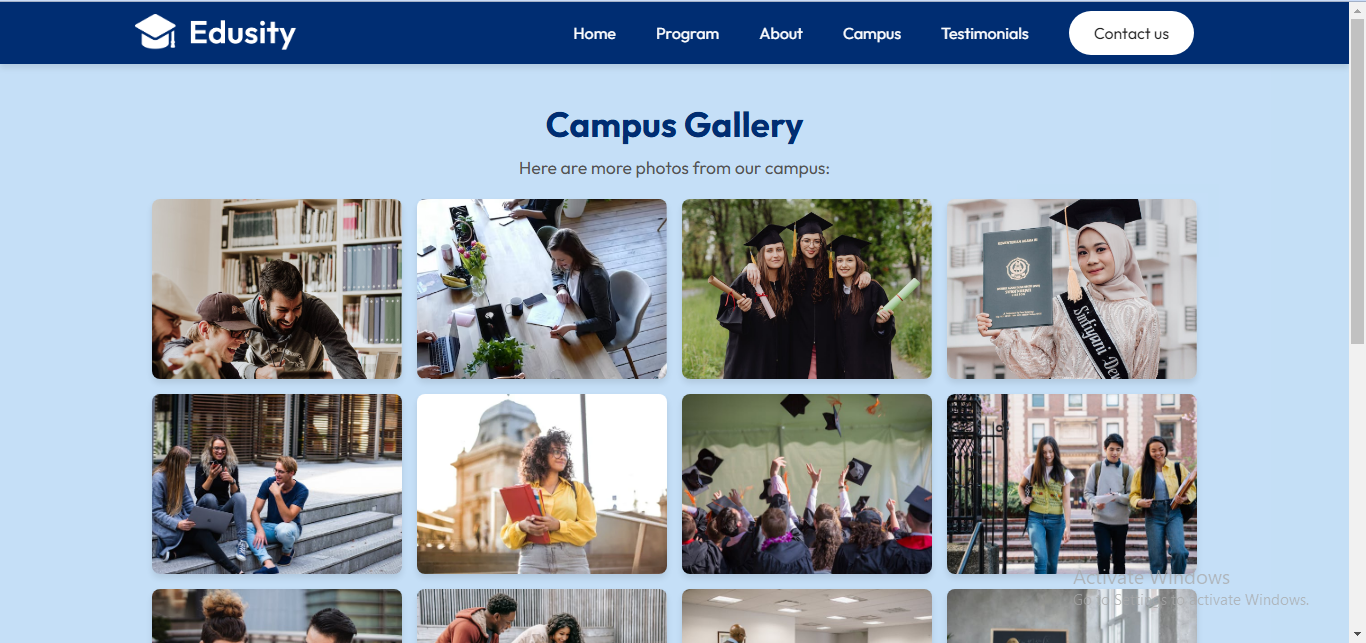 Edusity
Home
Program
About
Campus
Testimonials
Contact us
Campus Gallery
Here are more photos from our campus:
Activate Windows
Go to Settings to activate Windows.